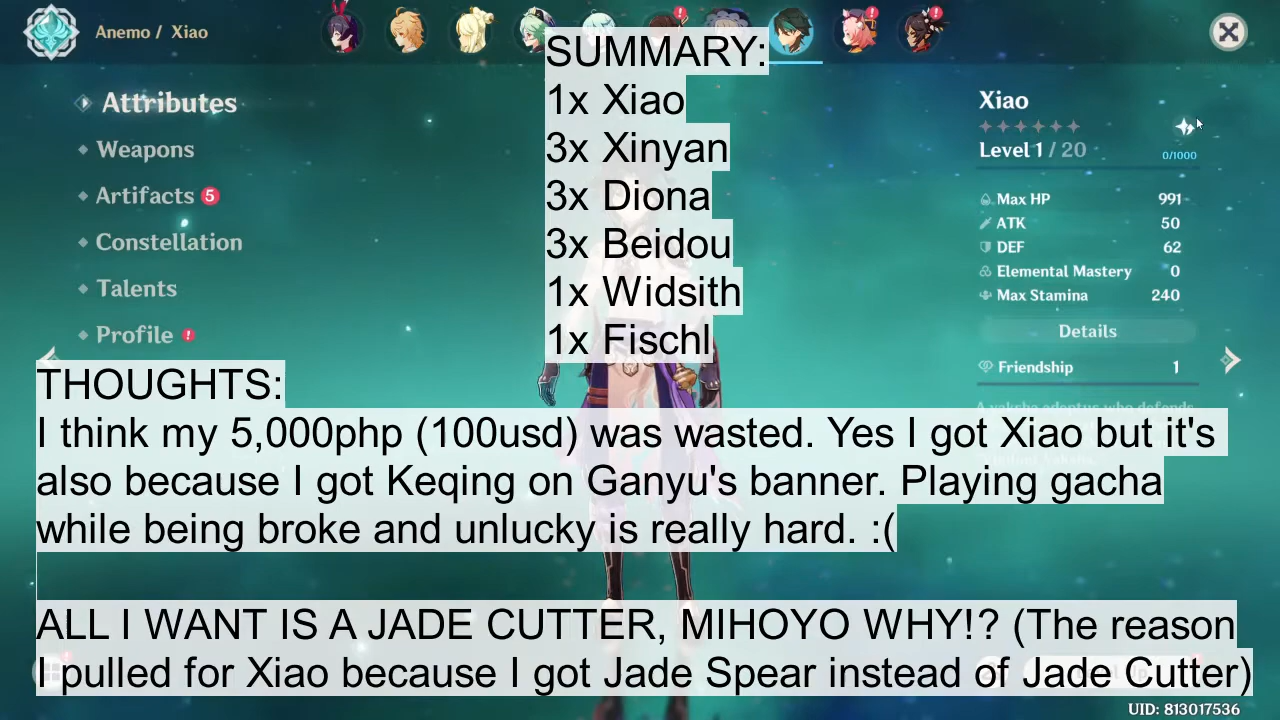 Anemo / Xiao
SUMMARY:
1x Xiao
3x Xinyan
3x Diona
3x Beidou
1x Widsith
1x Fischl
Attributes
Weapons
Artifacts 5
Constellation
Talents
Profile
Xiao
Level 1 / 20
0/1000
Max HP 991
ATK 50
DEF 62
Elemental Mastery 0
Max Stamina 240
Details
Friendship 1
A yaksha adeptus who defends
THOUGHTS:
I think my 5,000php (100usd) was wasted. Yes I got Xiao but it's
also because I got Keqing on Ganyu's banner. Playing gacha
while being broke and unlucky is really hard. :(
ALL I WANT IS A JADE CUTTER, MIHOYO WHY!? (The reason
I pulled for Xiao because I got Jade Spear instead of Jade Cutter)
UID: 813017536